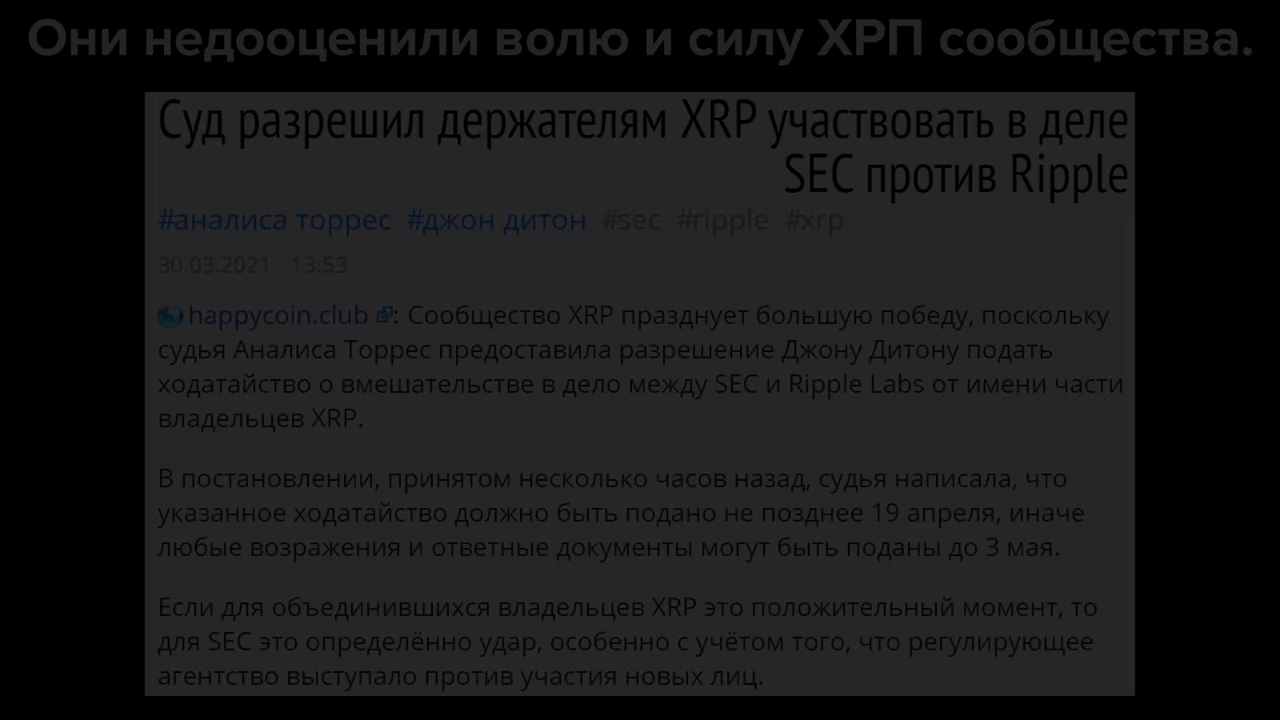 Они недооценили волю и силу ХРП сообщества.
Суд разрешил держателям XRP участвовать в деле
SEC против Ripple
#аналиса торрес #джон дитон #sec #ripple #xrp
30.03.2021 13:53
happycoin.club : Сообщество XRP празднует большую победу, поскольку
судья Аналиса Торрес предоставила разрешение Джону Дитону подать
ходатайство о вмешательстве в дело между SEC и Ripple Labs от имени части
владельцев XRP.
В постановлении, принятом несколько часов назад, судья написала, что
указанное ходатайство должно быть подано не позднее 19 апреля, иначе
любые возражения и ответные документы могут быть поданы до 3 мая.
Если для объединившихся владельцев XRP это положительный момент, то
для SEC это определённо удар, особенно с учётом того, что регулирующее
агентство выступало против участия новых лиц.